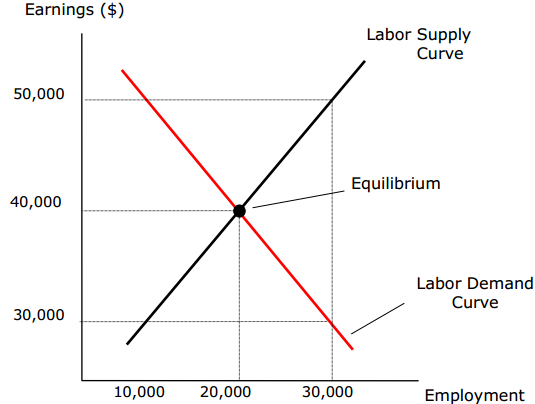 Earnings ($)
Labor Supply
Curve
50,000
Equilibrium
40,000
Labor Demand
Curve
30,000
10,000
20,000
30,000
Employment